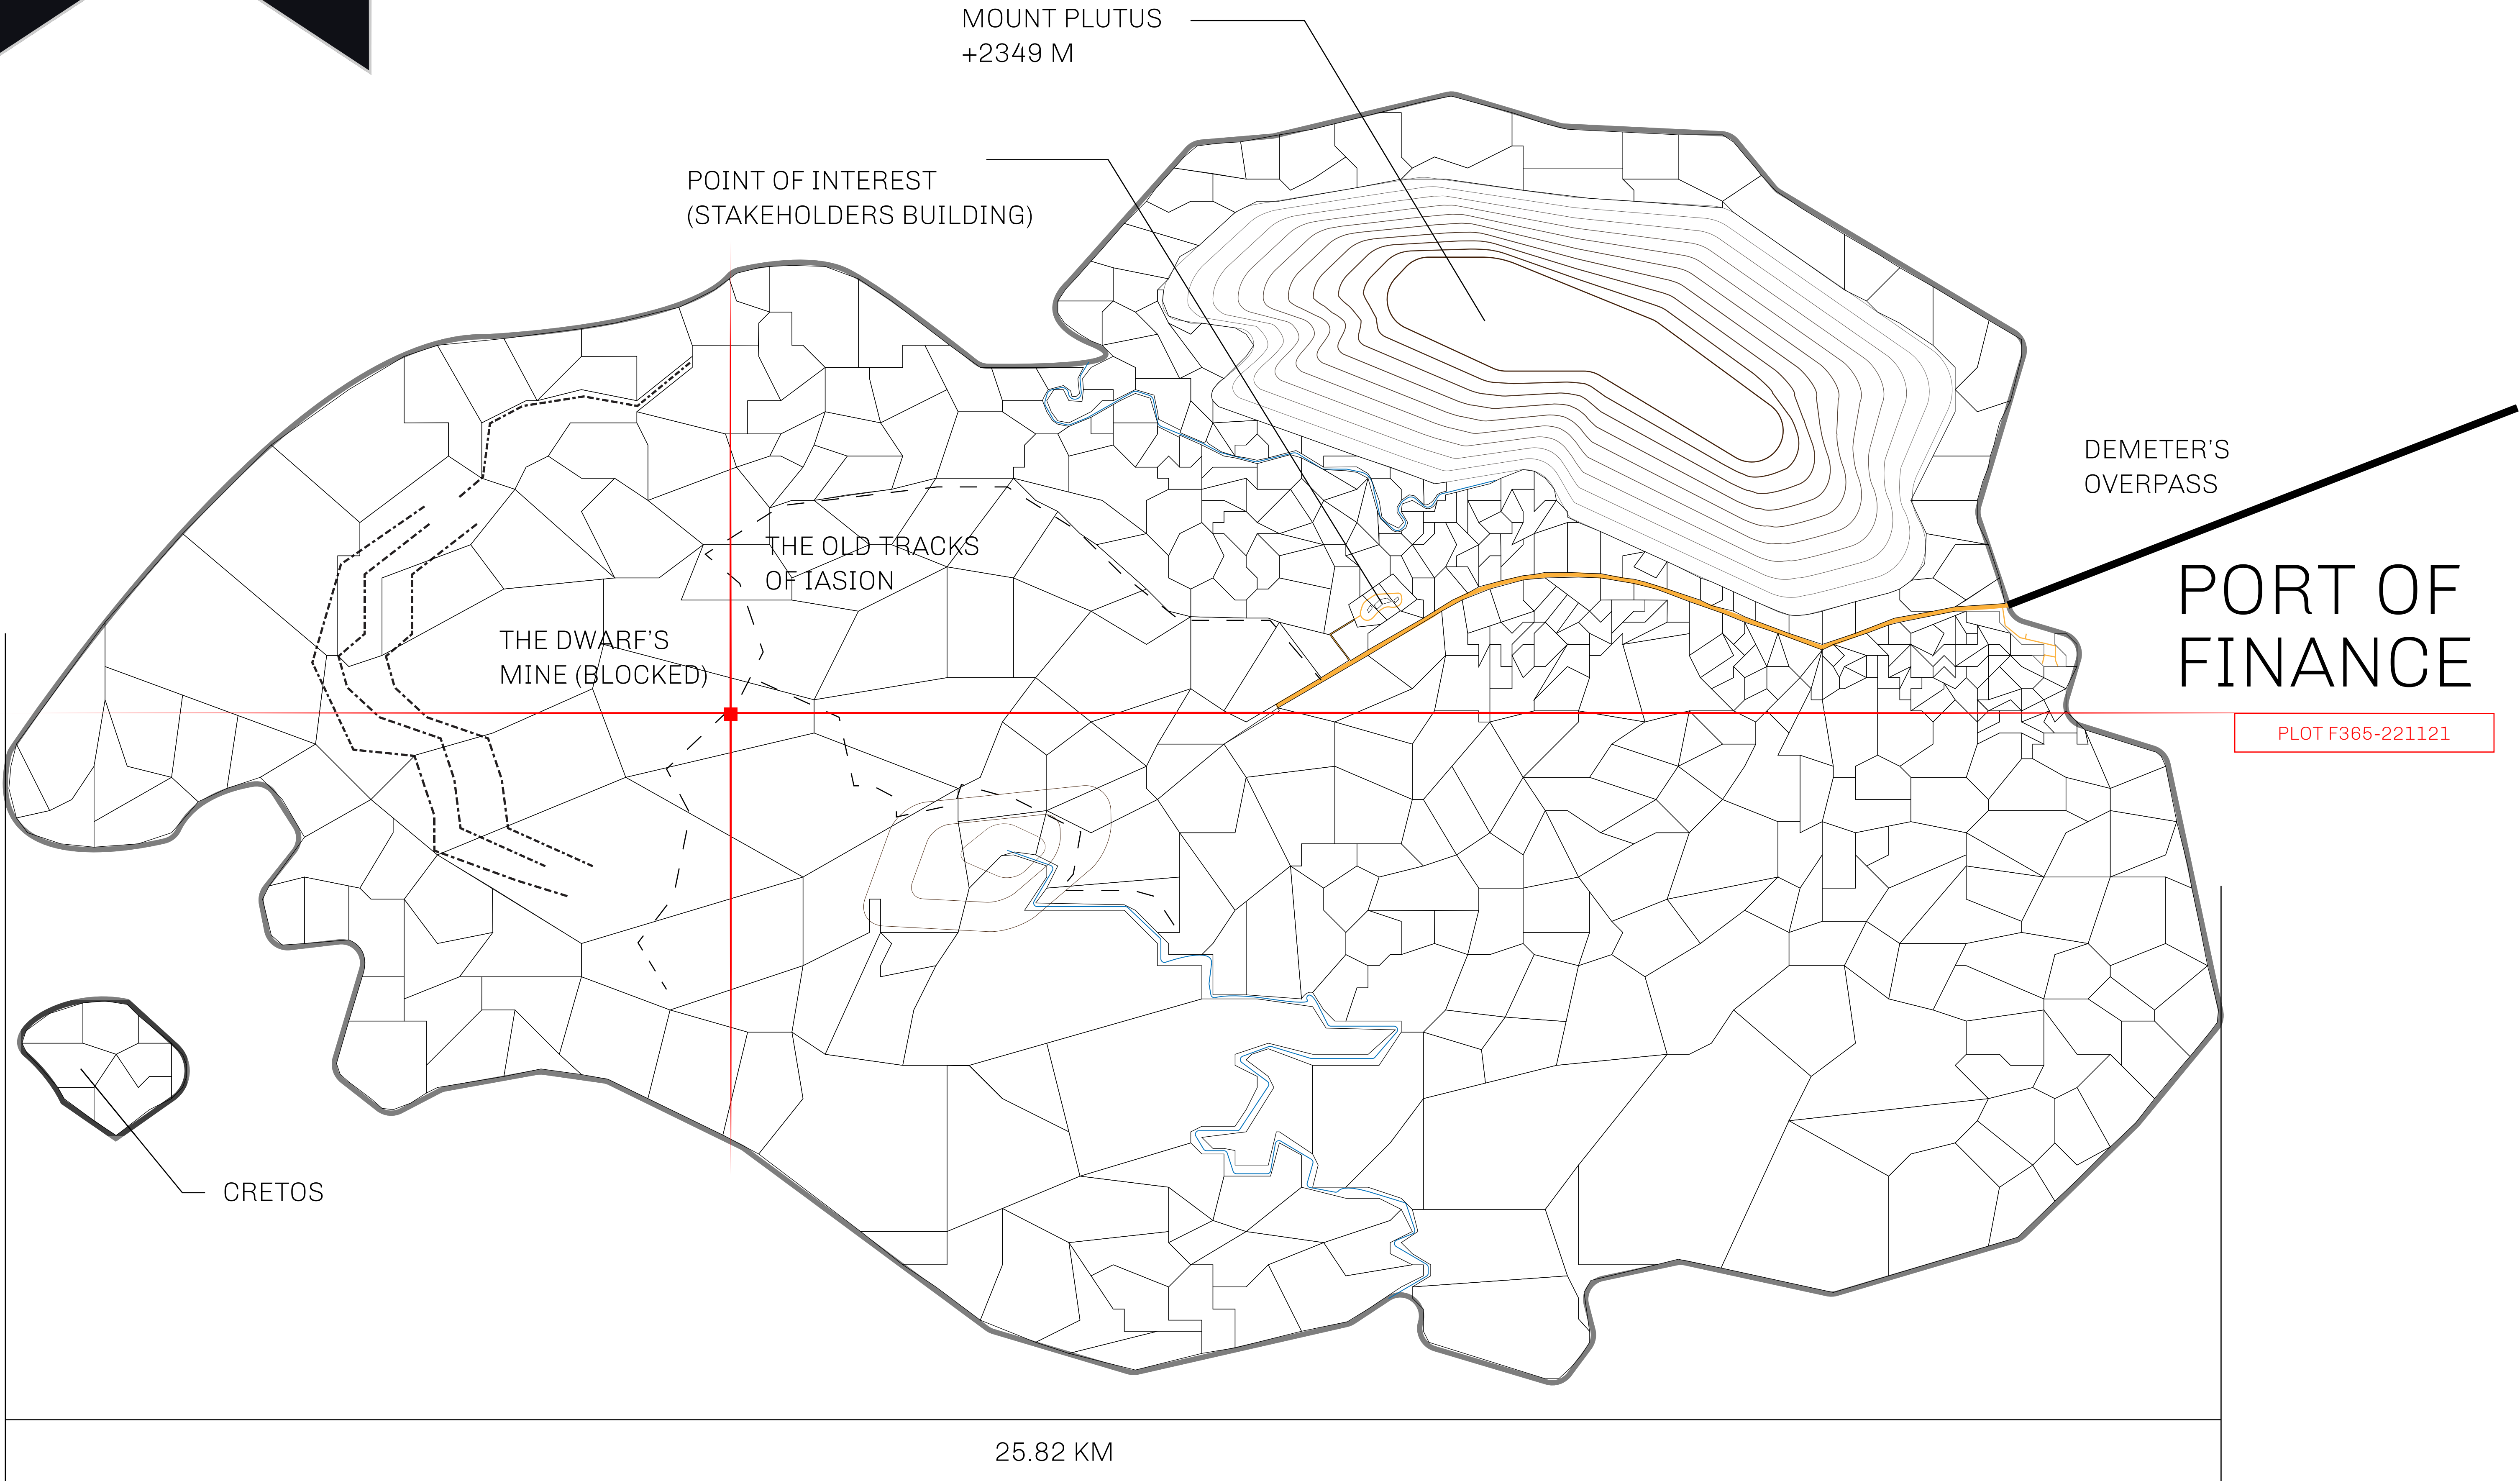 MOUNT PLUTUS
+2349 M
POINT OF INTEREST
(STAKEHOLDERS BUILDING)
DEMETER'S
OVERPASS
THE OLD TRACKS
OF IASION
PORT OF
FINANCE
THE DWARF'S
MINE (BLOCKED)
PLOT F365-221121
CRETOS
25.82 KM